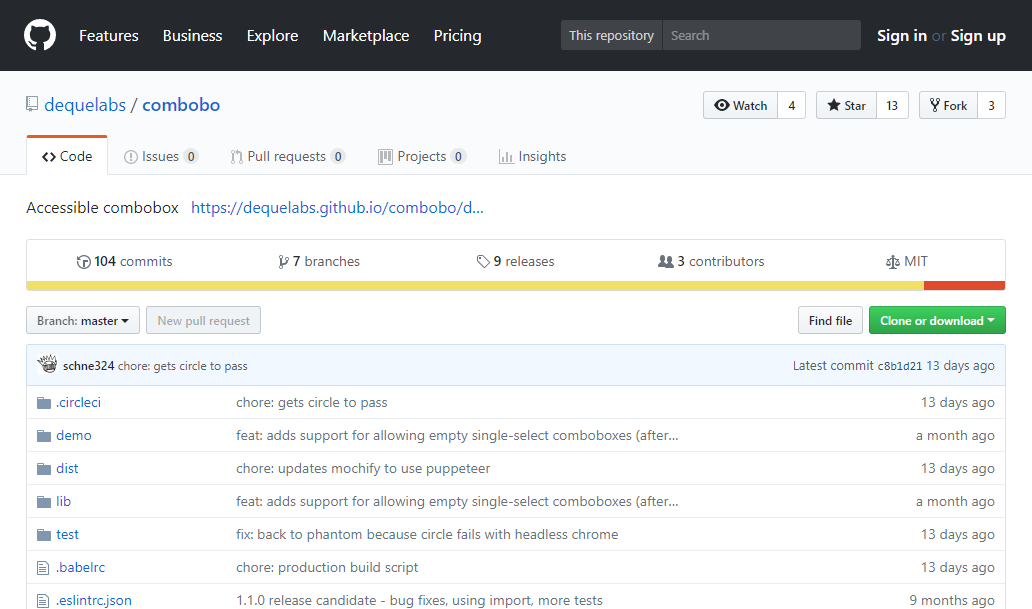 Features Business Explore Marketplace Pricing This repository Search Sign in or Sign up
dequelabs / combobo Watch 4 Star 13 Fork 3
Code Issues 0 Pull requests 0 Projects 0 Insights
Accessible combobox https://dequelabs.github.io/combobo/d...
104 commits 7 branches 9 releases 3 contributors MIT
Branch: master New pull request Find file Clone or download
schne324 chore: gets circle to pass Latest commit c8b1d21 13 days ago
.circleci chore: gets circle to pass 13 days ago
demo feat: adds support for allowing empty single-select comboboxes (after... a month ago
dist chore: updates mochify to use puppeteer 13 days ago
lib feat: adds support for allowing empty single-select comboboxes (after... a month ago
test fix: back to phantom because circle fails with headless chrome 13 days ago
.babelrc chore: production build script 13 days ago
.eslintrc.json 1.1.0 release candidate - bug fixes, using import, more tests 9 months ago